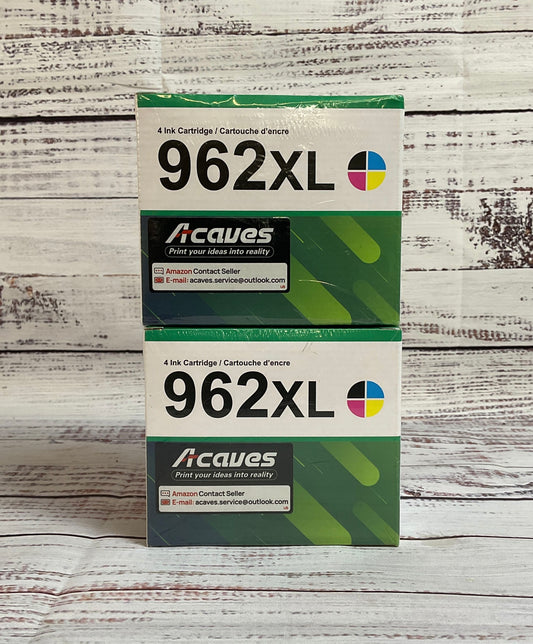 4 Ink Cartridge / Cartouche d'encre
962XL
Acaves
Print your ideas into reality
Amazon Contact Seller
E-mail: acaves.service@outlook.com
US
4 Ink Cartridge / Cartouche d'encre
962XL
Acaves
Print your ideas into reality
Amazon Contact Seller
E-mail: acaves.service@outlook.com
US